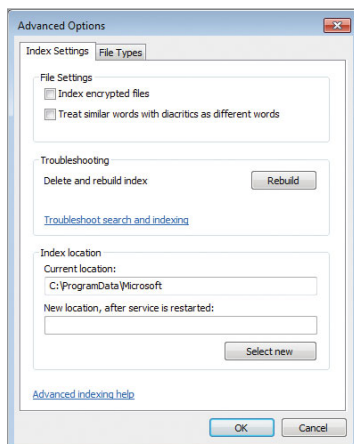 Advanced Options
Index Settings File Types
File Settings
Index encrypted files
Treat similar words with diacritics as different words
Troubleshooting
Delete and rebuild index Rebuild
Troubleshoot search and indexing
Index location
Current location:
C:\ProgramData\Microsoft
New location, after service is restarted:
Select new
Advanced indexing help
OK Cancel